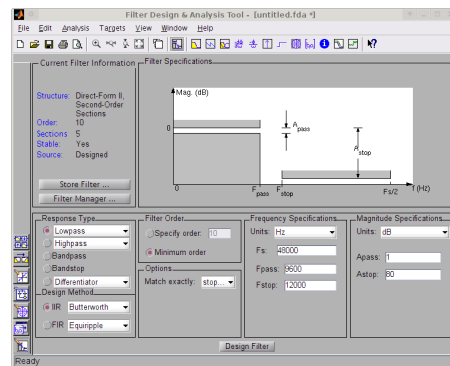 Filter Design & Analysis Tool - [untitled.fda *]
File Edit Analysis Targets View Window Help
Current Filter Information
Structure: Direct-Form II, Second-Order Sections
Order: 10
Sections 5
Stable: Yes
Source: Designed
Store Filter ...
Filter Manager ...
Filter Specifications
Mag. (dB)
0
A pass
A stop
0
F pass
F stop
Fs/2
f (Hz)
Response Type
Lowpass
Highpass
Bandpass
Bandstop
Differentiator
Design Method
IIR Butterworth
FIR Equiripple
Filter Order
Specify order: 10
Minimum order
Options
Match exactly: stop...
Frequency Specifications
Units: Hz
Fs: 48000
Fpass: 9600
Fstop: 12000
Magnitude Specifications
Units: dB
Apass: 1
Astop: 80
Design Filter
Ready